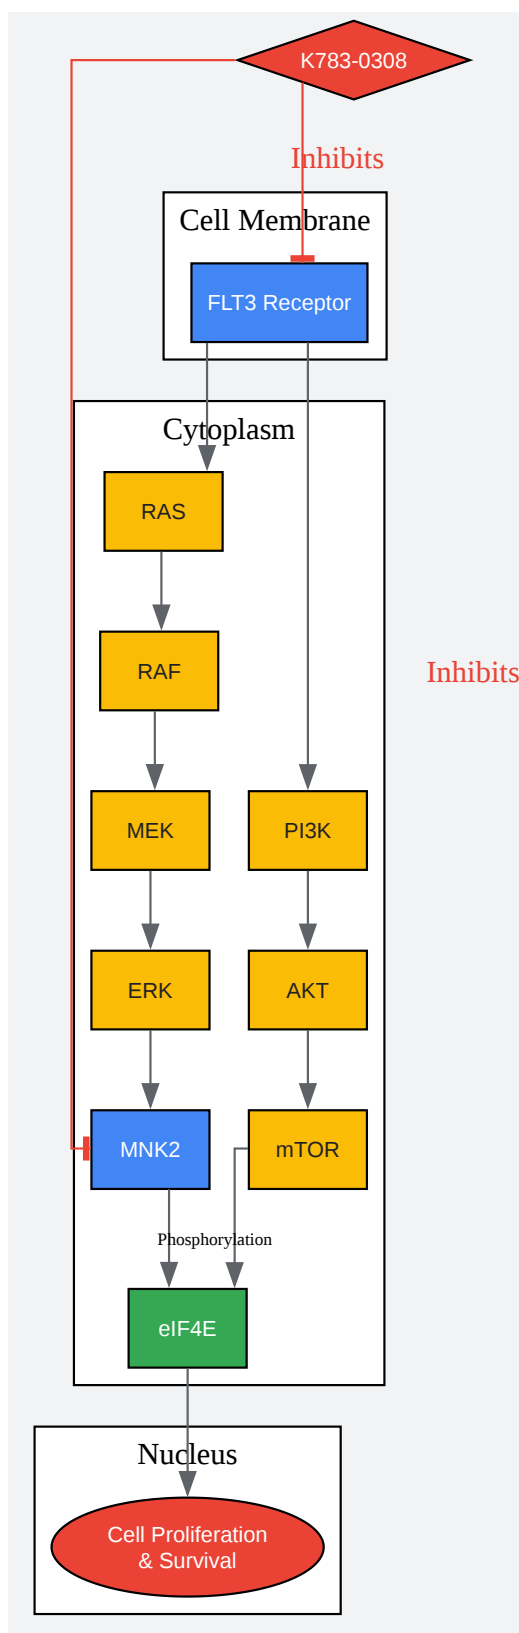 K783-0308
Inhibits
Cell Membrane
FLT3 Receptor
Cytoplasm
RAS
RAF
Inhibits
MEK
PI3K
ERK
AKT
MNK2
mTOR
Phosphorylation
eIF4E
Nucleus
Cell Proliferation
& Survival